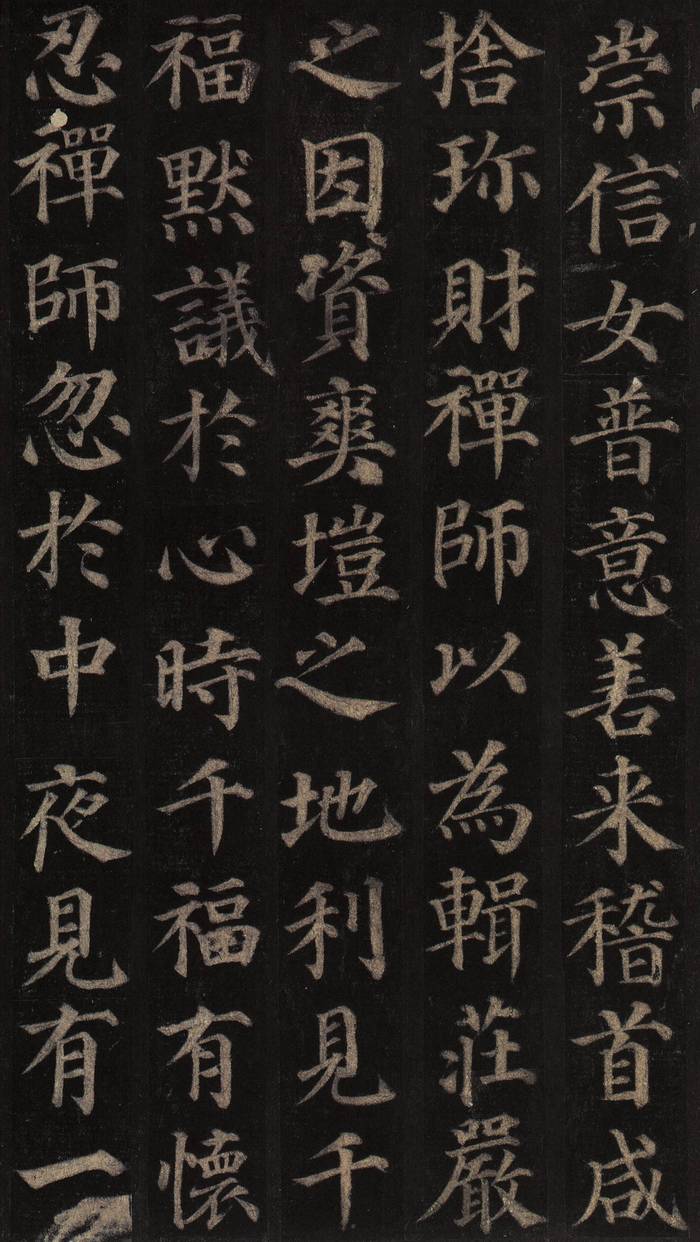 崇信女普意善来稽首咸
捨珎財禪師以為輯莊嚴
之因資爽塏之地利見千
福默議於心時千福有懷
忍禪師忽於中夜見有一